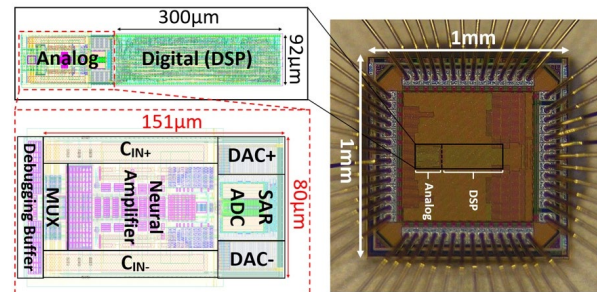 300μm
Analog
Digital (DSP)
92μm
151μm
Debugging Buffer
MUX
CIN+
Neural
Amplifier
CIN-
DAC+
SAR
ADC
DAC-
80μm
1mm
1mm
Analog
DSP